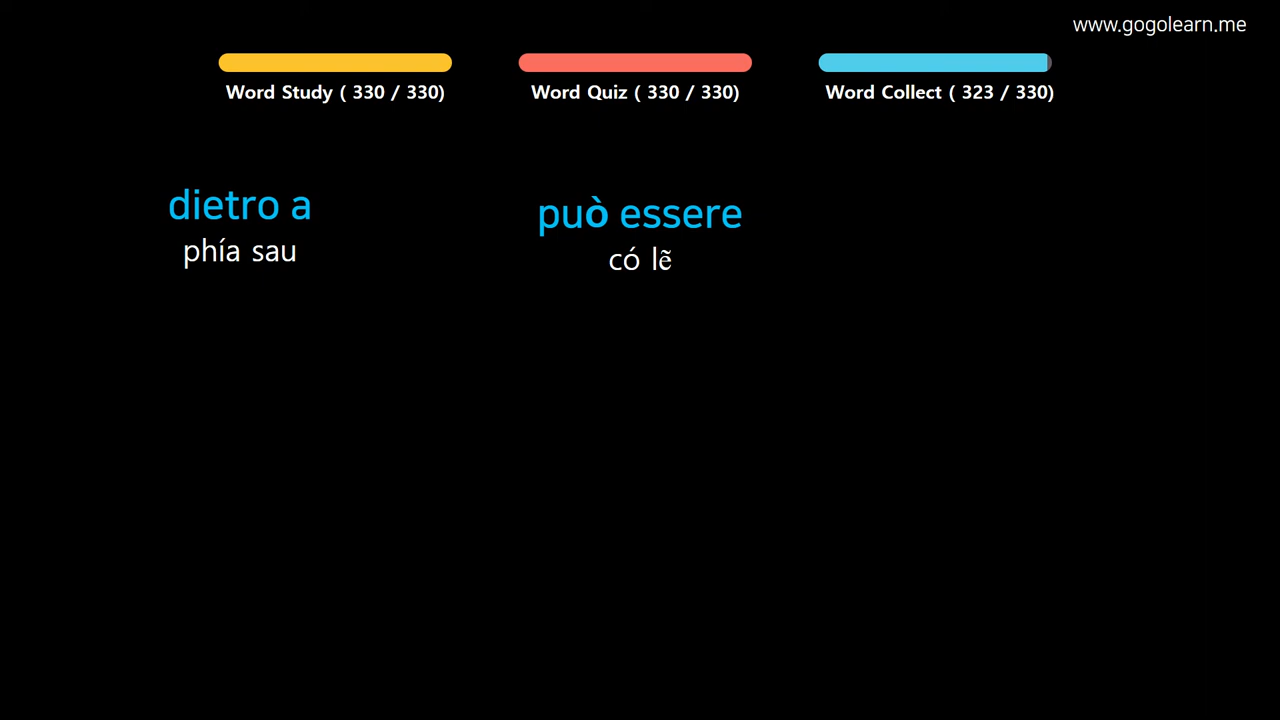 www.gogolearn.me
Word Study ( 330 / 330)
Word Quiz ( 330 / 330)
Word Collect ( 323 / 330)
dietro a
phía sau
può essere
có lẽ